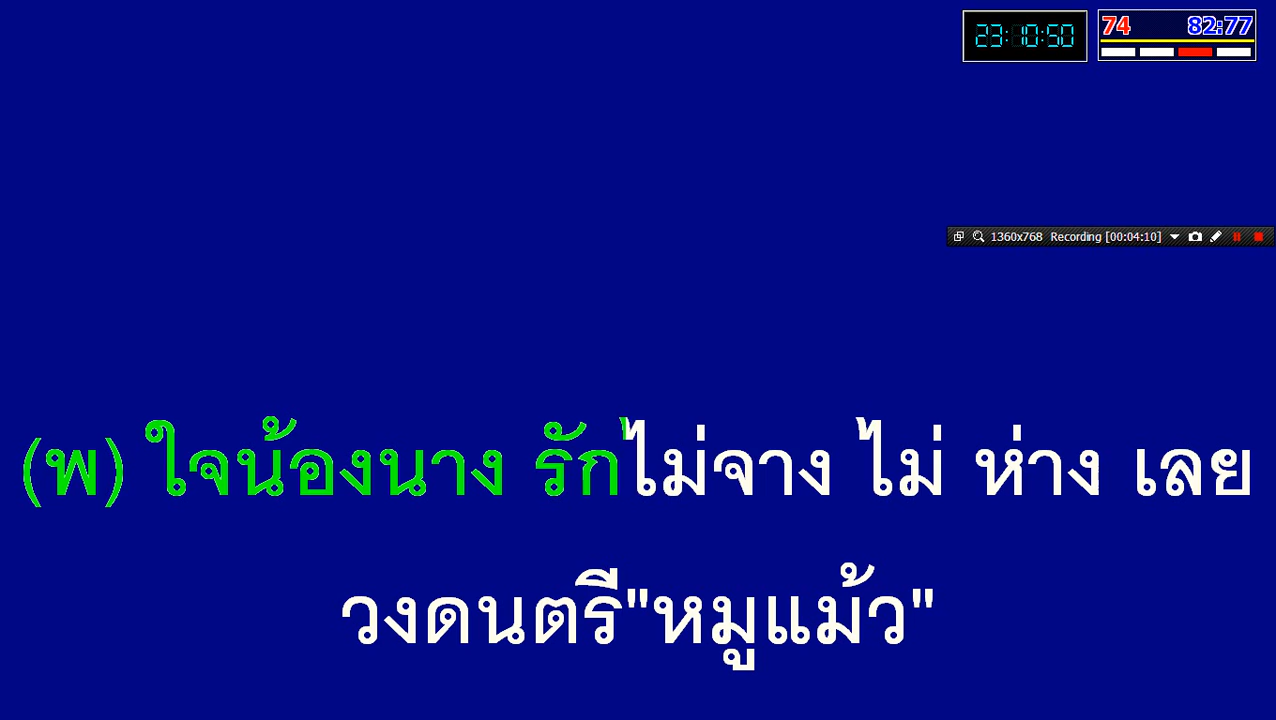 23:10:50
74 82:77
1360x768 Recording [00:04:10]
(พ) ใจน้องนาง รักไม่จาง ไม่ ห่าง เลย
วงดนตรี"หมูแม้ว"